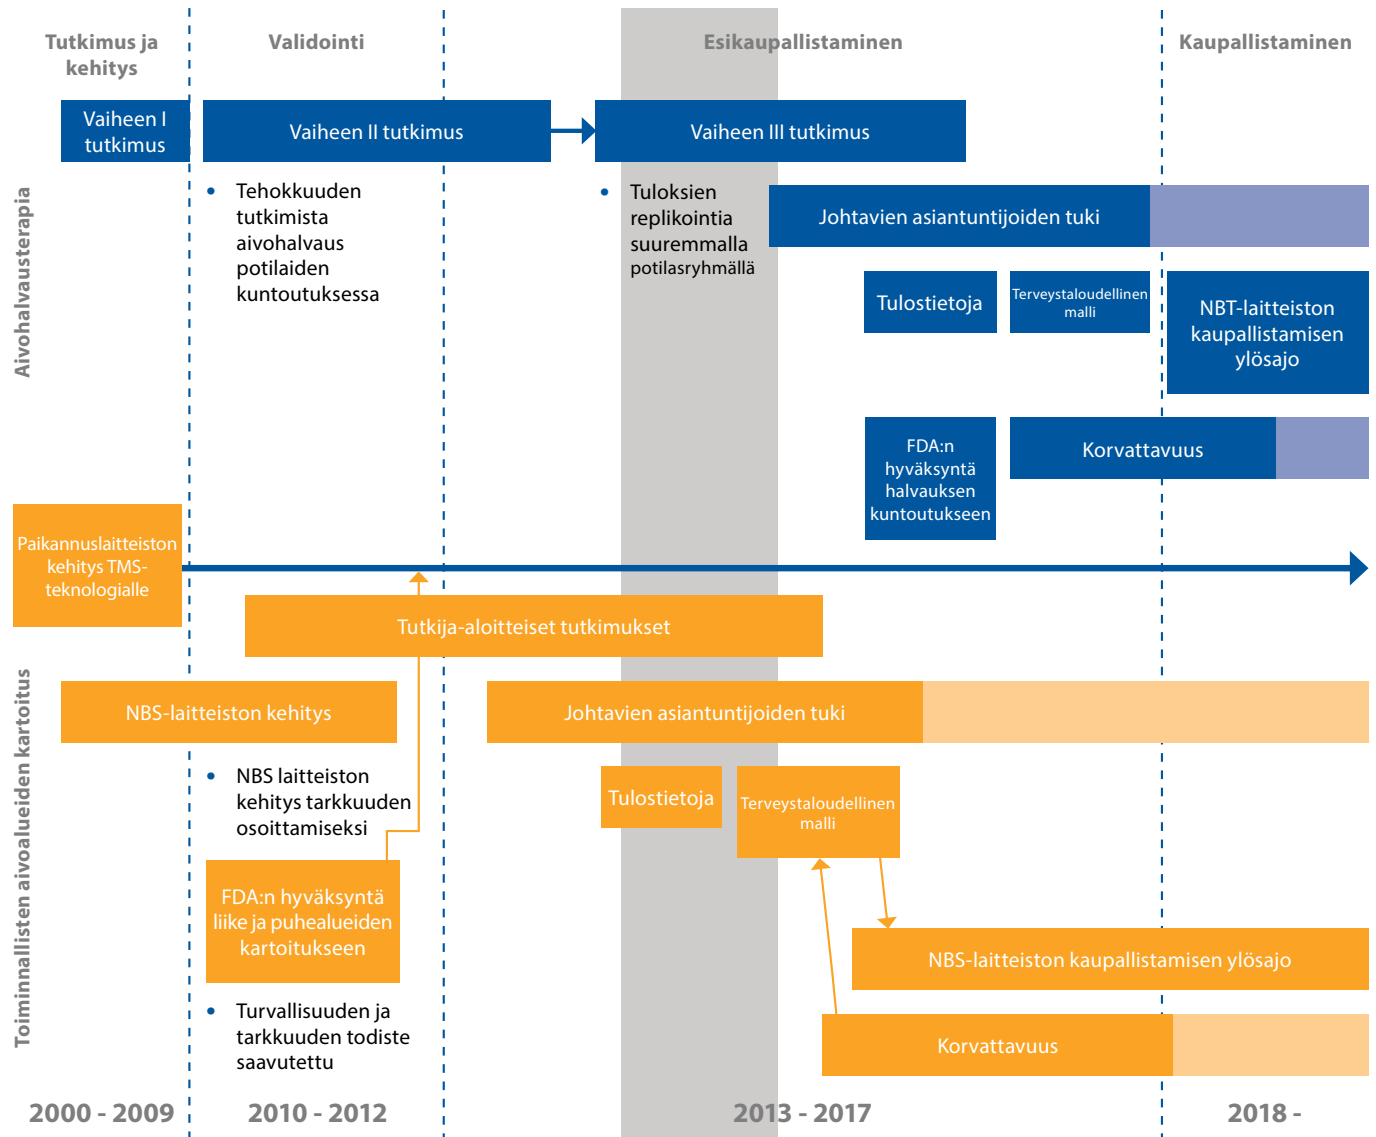 Tutkimus ja
kehitys
Validointi
Esikaupallistaminen
Kaupallistaminen
Aivohalvausterapia
Vaiheen I
tutkimus
Vaiheen II tutkimus
Vaiheen III tutkimus
• Tehokkuuden
tutkimista
aivohalvaus
potilaiden
kuntoutuksessa
• Tuloksien
replikointia
suuremmalla
potilasryhmällä
Johtavien asiantuntijoiden tuki
Tulostietoja
Terveystaloudellinen
malli
NBT-laitteiston
kaupallistamisen
ylösajo
FDA:n
hyväksyntä
halvauksen
kuntoutukseen
Korvattavuus
Paikannuslaitteiston
kehitys TMS-
teknologialle
Toiminnallisten aivoalueiden kartoitus
Tutkija-aloitteiset tutkimukset
NBS-laitteiston kehitys
Johtavien asiantuntijoiden tuki
• NBS laitteiston
kehitys tarkkuuden
osoittamiseksi
Tulostietoja
Terveystaloudellinen
malli
FDA:n hyväksyntä
liike ja puhealueiden
kartoitukseen
NBS-laitteiston kaupallistamisen ylösajo
• Turvallisuuden ja
tarkkuuden todiste
saavutettu
Korvattavuus
2000 - 2009
2010 - 2012
2013 - 2017
2018 -